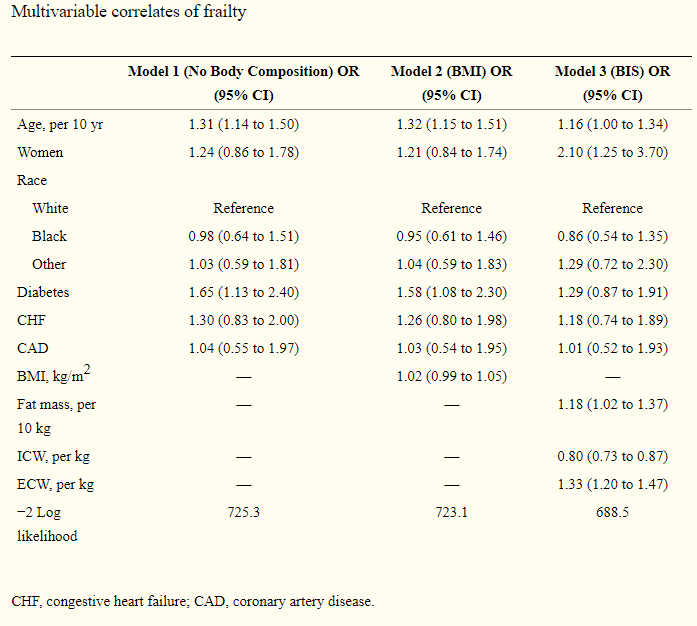 Multivariable correlates of frailty
Model 1 (No Body Composition) OR (95% CI) Model 2 (BMI) OR (95% CI) Model 3 (BIS) OR (95% CI)
Age, per 10 yr 1.31 (1.14 to 1.50) 1.32 (1.15 to 1.51) 1.16 (1.00 to 1.34)
Women 1.24 (0.86 to 1.78) 1.21 (0.84 to 1.74) 2.10 (1.25 to 3.70)
Race
White Reference Reference Reference
Black 0.98 (0.64 to 1.51) 0.95 (0.61 to 1.46) 0.86 (0.54 to 1.35)
Other 1.03 (0.59 to 1.81) 1.04 (0.59 to 1.83) 1.29 (0.72 to 2.30)
Diabetes 1.65 (1.13 to 2.40) 1.58 (1.08 to 2.30) 1.29 (0.87 to 1.91)
CHF 1.30 (0.83 to 2.00) 1.26 (0.80 to 1.98) 1.18 (0.74 to 1.89)
CAD 1.04 (0.55 to 1.97) 1.03 (0.54 to 1.95) 1.01 (0.52 to 1.93)
BMI, kg/m² — 1.02 (0.99 to 1.05) —
Fat mass, per 10 kg — — 1.18 (1.02 to 1.37)
ICW, per kg — — 0.80 (0.73 to 0.87)
ECW, per kg — — 1.33 (1.20 to 1.47)
−2 Log likelihood 725.3 723.1 688.5
CHF, congestive heart failure; CAD, coronary artery disease.